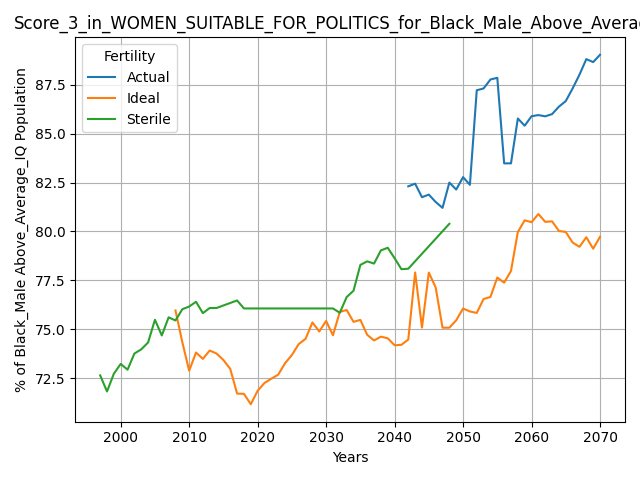 Score_3_in_WOMEN_SUITABLE_FOR_POLITICS_for_Black_Male_Above_Avera
Fertility
Actual
Ideal
Sterile
% of Black_Male Above_Average_IQ Population
87.5
85.0
82.5
80.0
77.5
75.0
72.5
2000 2010 2020 2030 2040 2050 2060 2070
Years